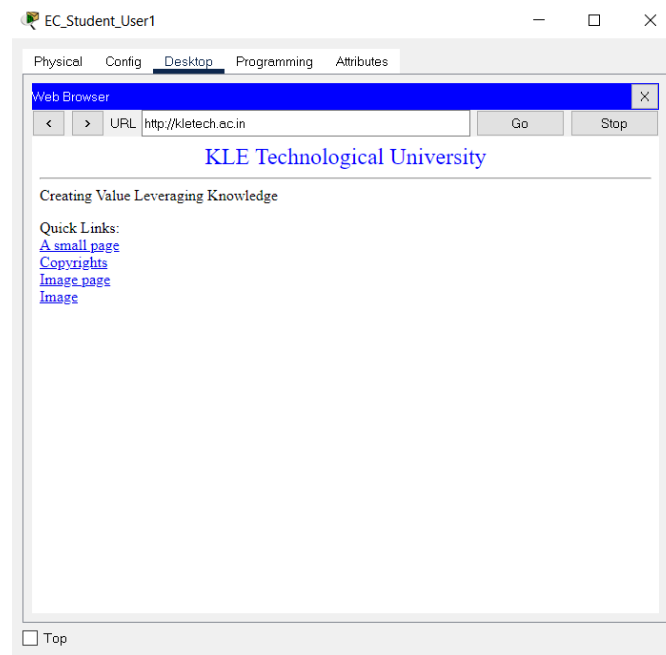 EC_Student_User1
Physical Config Desktop Programming Attributes
Web Browser
< > URL http://kletech.ac.in Go Stop
KLE Technological University
Creating Value Leveraging Knowledge
Quick Links:
A small page
Copyrights
Image page
Image
Top